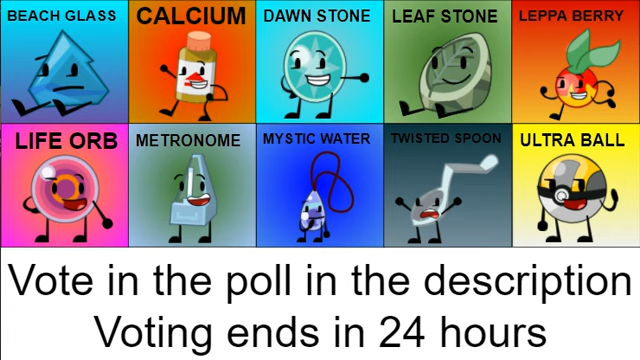 BEACH GLASS
CALCIUM
DAWN STONE
LEAF STONE
LEPPA BERRY
LIFE ORB
METRONOME
MYSTIC WATER
TWISTED SPOON
ULTRA BALL
Vote in the poll in the description
Voting ends in 24 hours